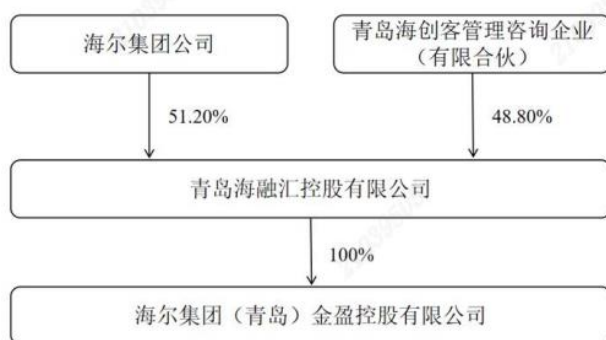 海尔集团公司
青岛海创客管理咨询企业
（有限合伙）
51.20%
48.80%
青岛海融汇控股有限公司
100%
海尔集团（青岛）金盈控股有限公司